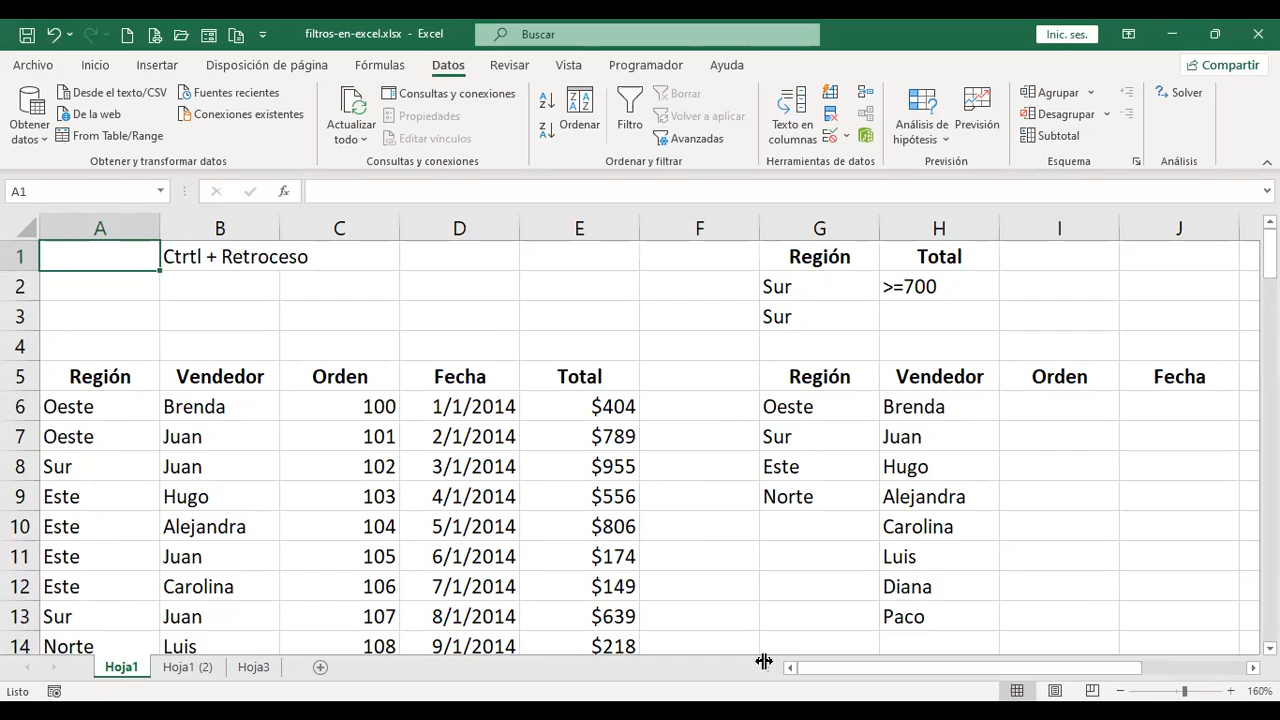 filtros-en-excel.xlsx - Excel
Buscar
Inic. ses.
Archivo Inicio Insertar Disposición de página Fórmulas Datos Revisar Vista Programador Ayuda
Compartir
Obtener datos
Desde el texto/CSV
De la web
From Table/Range
Fuentes recientes
Conexiones existentes
Obtener y transformar datos
Actualizar todo
Consultas y conexiones
Propiedades
Editar vínculos
Consultas y conexiones
Ordenar
Filtro
Borrar
Volver a aplicar
Avanzadas
Ordenar y filtrar
Texto en columnas
Herramientas de datos
Análisis de hipótesis
Previsión
Previsión
Agrupar
Desagrupar
Subtotal
Esquema
Solver
Análisis
A1
fx
A B C D E F G H I J
1 Ctrtl + Retroceso Región Total
2 Sur >=700
3 Sur
4
5 Región Vendedor Orden Fecha Total Región Vendedor Orden Fecha
6 Oeste Brenda 100 1/1/2014 $404 Oeste Brenda
7 Oeste Juan 101 2/1/2014 $789 Sur Juan
8 Sur Juan 102 3/1/2014 $955 Este Hugo
9 Este Hugo 103 4/1/2014 $556 Norte Alejandra
10 Este Alejandra 104 5/1/2014 $806 Carolina
11 Este Juan 105 6/1/2014 $174 Luis
12 Este Carolina 106 7/1/2014 $149 Diana
13 Sur Juan 107 8/1/2014 $639 Paco
14 Norte Luis 108 9/1/2014 $218
Hoja1 Hoja1 (2) Hoja3
Listo
160%